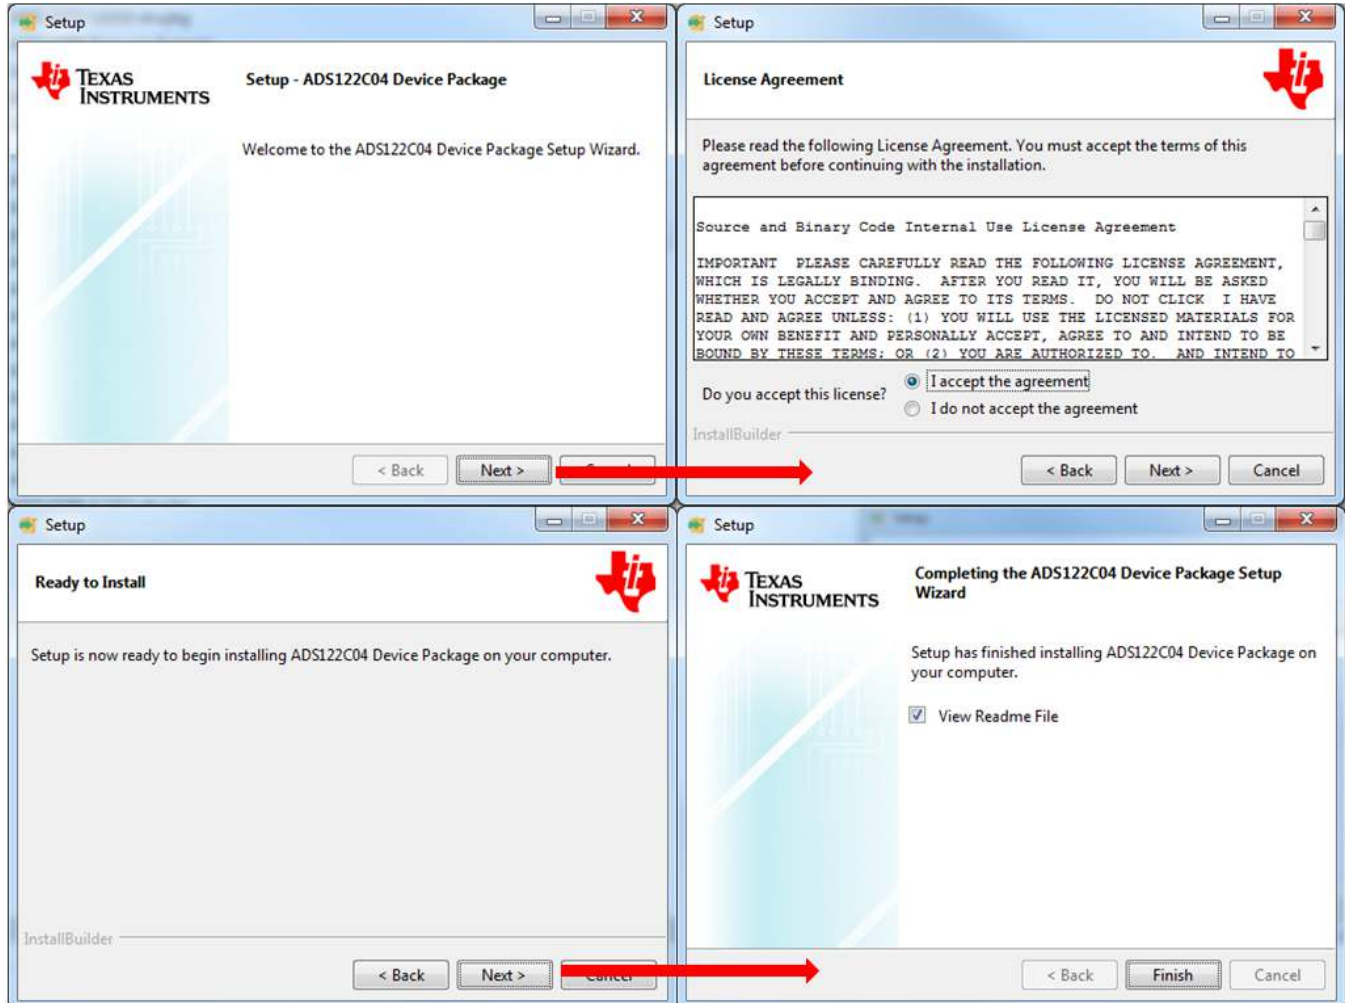 Setup
TEXAS
INSTRUMENTS
Setup - ADS122C04 Device Package
Welcome to the ADS122C04 Device Package Setup Wizard.
< Back
Next >
Setup
License Agreement
Please read the following License Agreement. You must accept the terms of this
agreement before continuing with the installation.
Source and Binary Code Internal Use License Agreement
IMPORTANT PLEASE CAREFULLY READ THE FOLLOWING LICENSE AGREEMENT,
WHICH IS LEGALLY BINDING. AFTER YOU READ IT, YOU WILL BE ASKED
WHETHER YOU ACCEPT AND AGREE TO ITS TERMS. DO NOT CLICK I HAVE
READ AND AGREE UNLESS: (1) YOU WILL USE THE LICENSED MATERIALS FOR
YOUR OWN BENEFIT AND PERSONALLY ACCEPT, AGREE TO AND INTEND TO BE
BOUND BY THESE TERMS; OR (2) YOU ARE AUTHORIZED TO. AND INTEND TO
Do you accept this license?
I accept the agreement
I do not accept the agreement
InstallBuilder
< Back
Next >
Cancel
Setup
Ready to Install
Setup is now ready to begin installing ADS122C04 Device Package on your computer.
InstallBuilder
< Back
Next >
Setup
TEXAS
INSTRUMENTS
Completing the ADS122C04 Device Package Setup
Wizard
Setup has finished installing ADS122C04 Device Package on
your computer.
View Readme File
< Back
Finish
Cancel